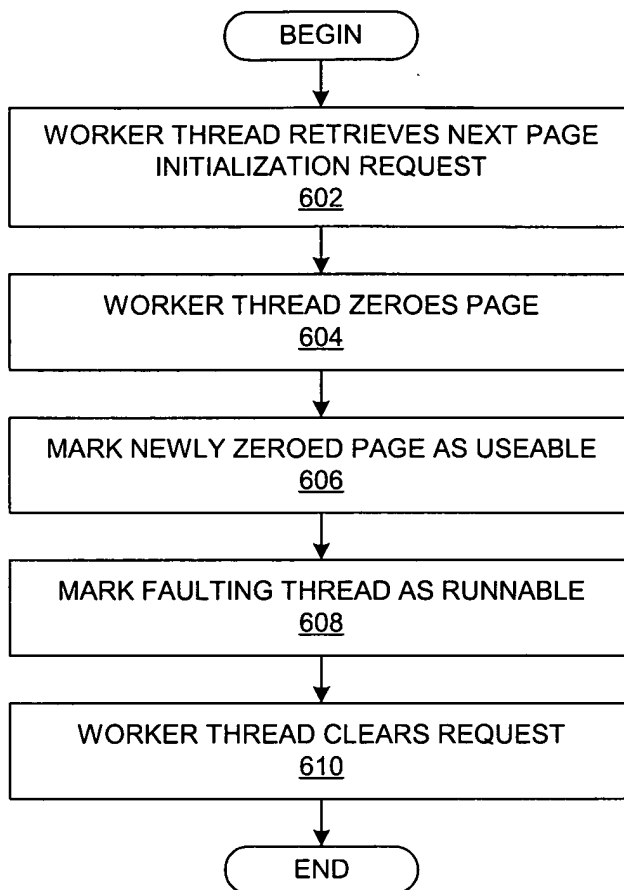 BEGIN
WORKER THREAD RETRIEVES NEXT PAGE
INITIALIZATION REQUEST
602
WORKER THREAD ZEROES PAGE
604
MARK NEWLY ZEROED PAGE AS USEABLE
606
MARK FAULTING THREAD AS RUNNABLE
608
WORKER THREAD CLEARS REQUEST
610
END